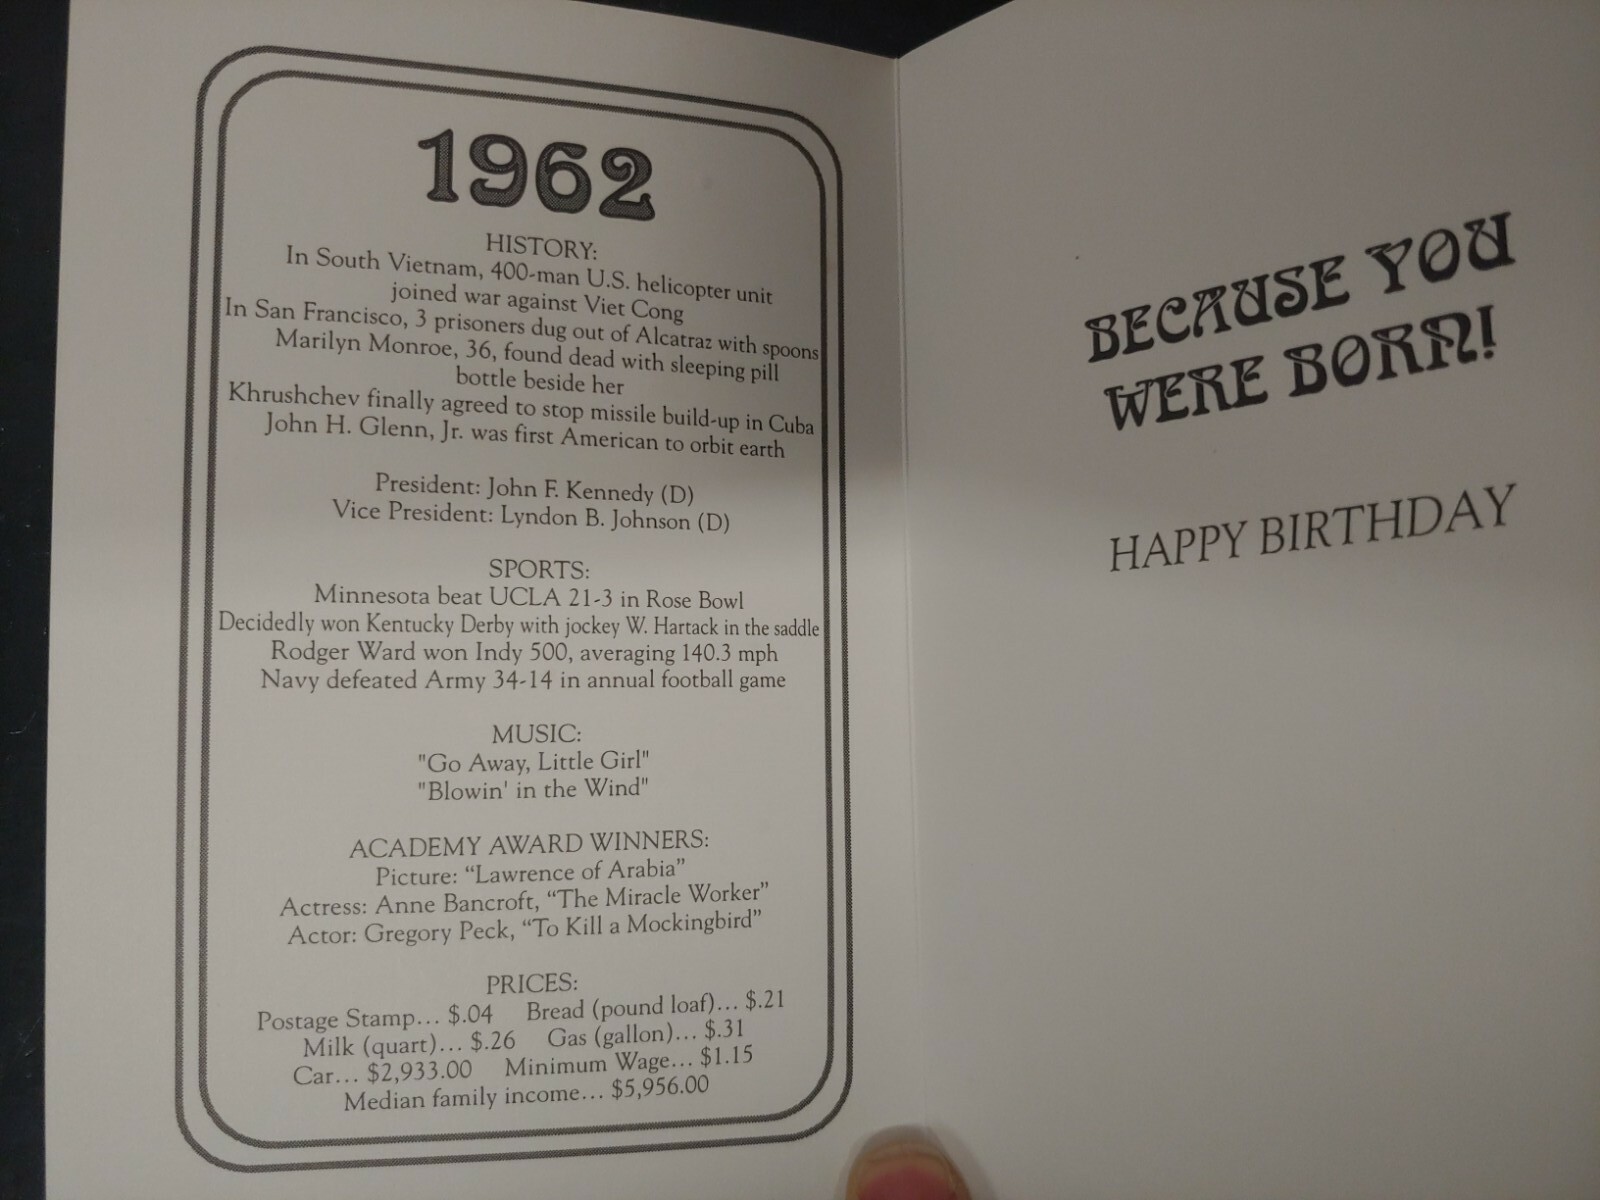 1962
HISTORY:
In South Vietnam, 400-man U.S. helicopter unit
joined war against Viet Cong
In San Francisco, 3 prisoners dug out of Alcatraz with spoons
Marilyn Monroe, 36, found dead with sleeping pill
bottle beside her
Khrushchev finally agreed to stop missile build-up in Cuba
John H. Glenn, Jr. was first American to orbit earth
President: John F. Kennedy (D)
Vice President: Lyndon B. Johnson (D)
SPORTS:
Minnesota beat UCLA 21-3 in Rose Bowl
Decidedly won Kentucky Derby with jockey W. Hartack in the saddle
Rodger Ward won Indy 500, averaging 140.3 mph
Navy defeated Army 34-14 in annual football game
MUSIC:
"Go Away, Little Girl"
"Blowin' in the Wind"
ACADEMY AWARD WINNERS:
Picture: “Lawrence of Arabia”
Actress: Anne Bancroft, “The Miracle Worker”
Actor: Gregory Peck, “To Kill a Mockingbird”
PRICES:
Postage Stamp... $.04 Bread (pound loaf)... $.21
Milk (quart)... $.26 Gas (gallon)... $.31
Car... $2,933.00 Minimum Wage... $1.15
Median family income... $5,956.00
BECAUSE YOU
WERE BORN!
HAPPY BIRTHDAY